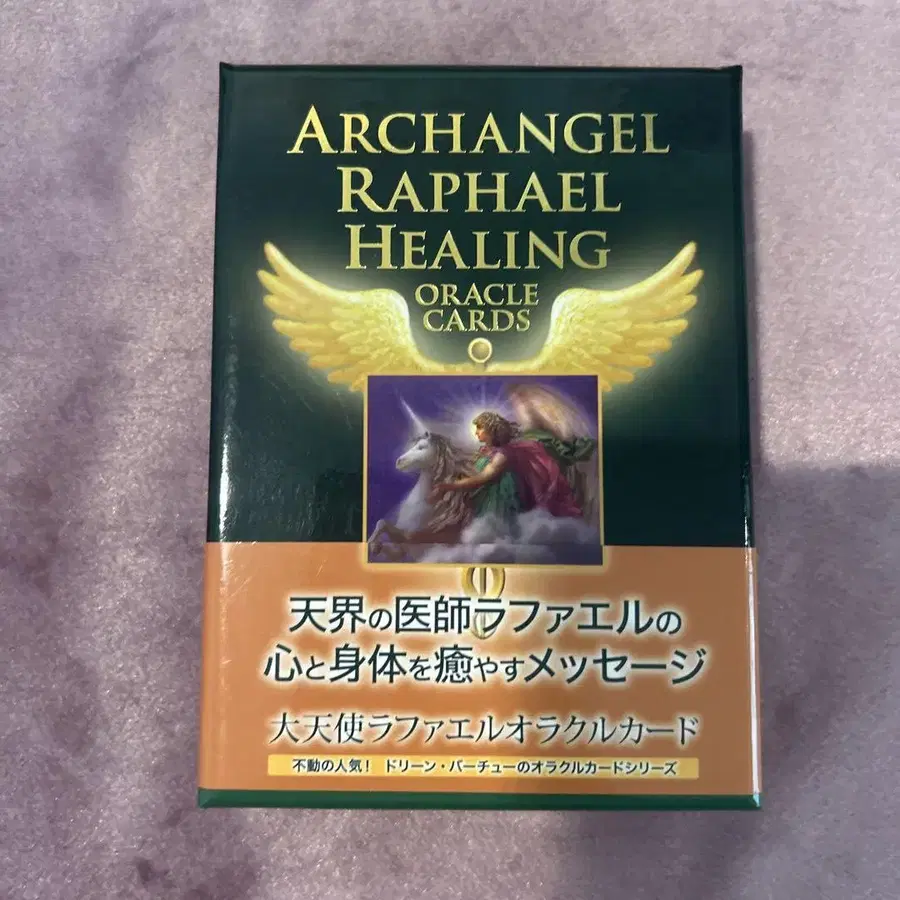 ARCHANGEL
RAPHAEL
HEALING
ORACLE
CARDS
天界の医師ラファエルの
心と身体を癒やすメッセージ
大天使ラファエルオラクルカード
不動の人気! ドリーン・バーチューのオラクルカードシリーズ